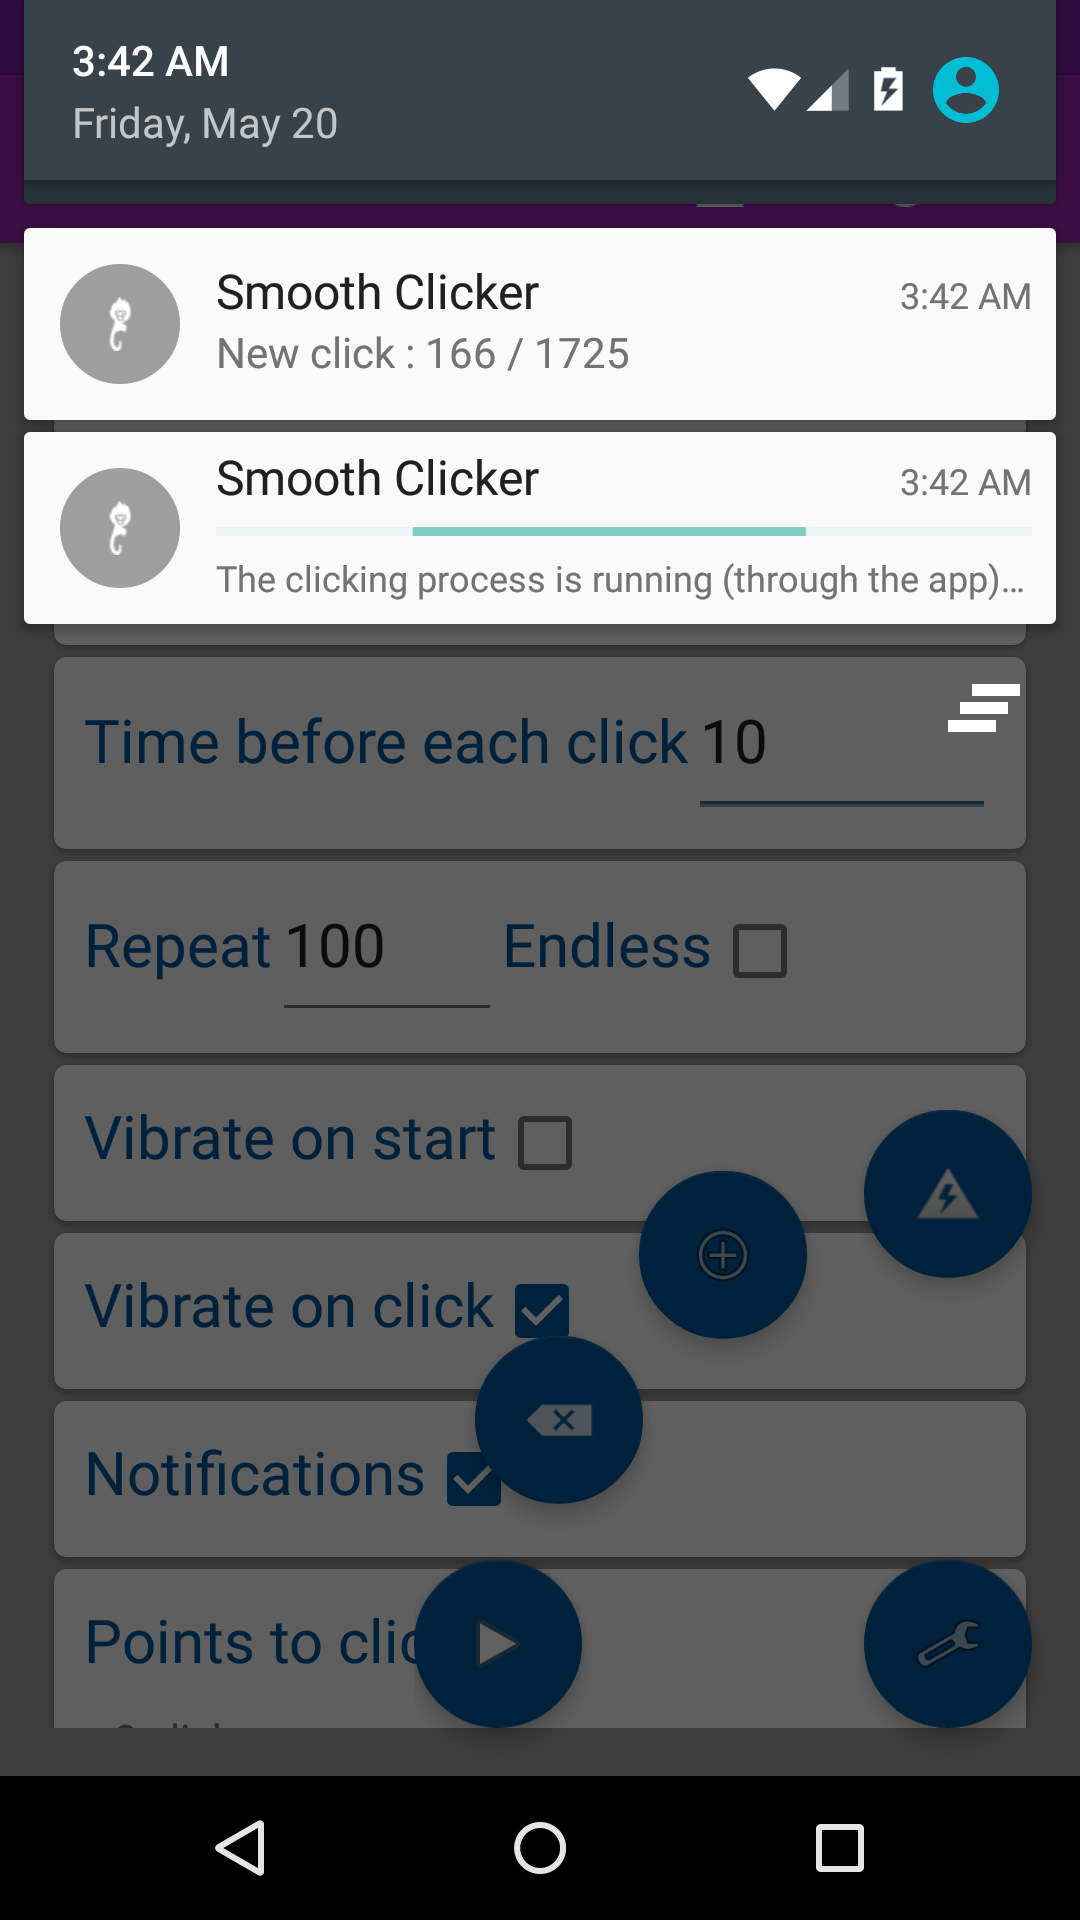 3:42 AM
Friday, May 20
Smooth Clicker 3:42 AM
New click : 166 / 1725
Smooth Clicker 3:42 AM
The clicking process is running (through the app)...
Time before each click 10
Repeat 100 Endless
Vibrate on start
Vibrate on click
Notifications
Points to